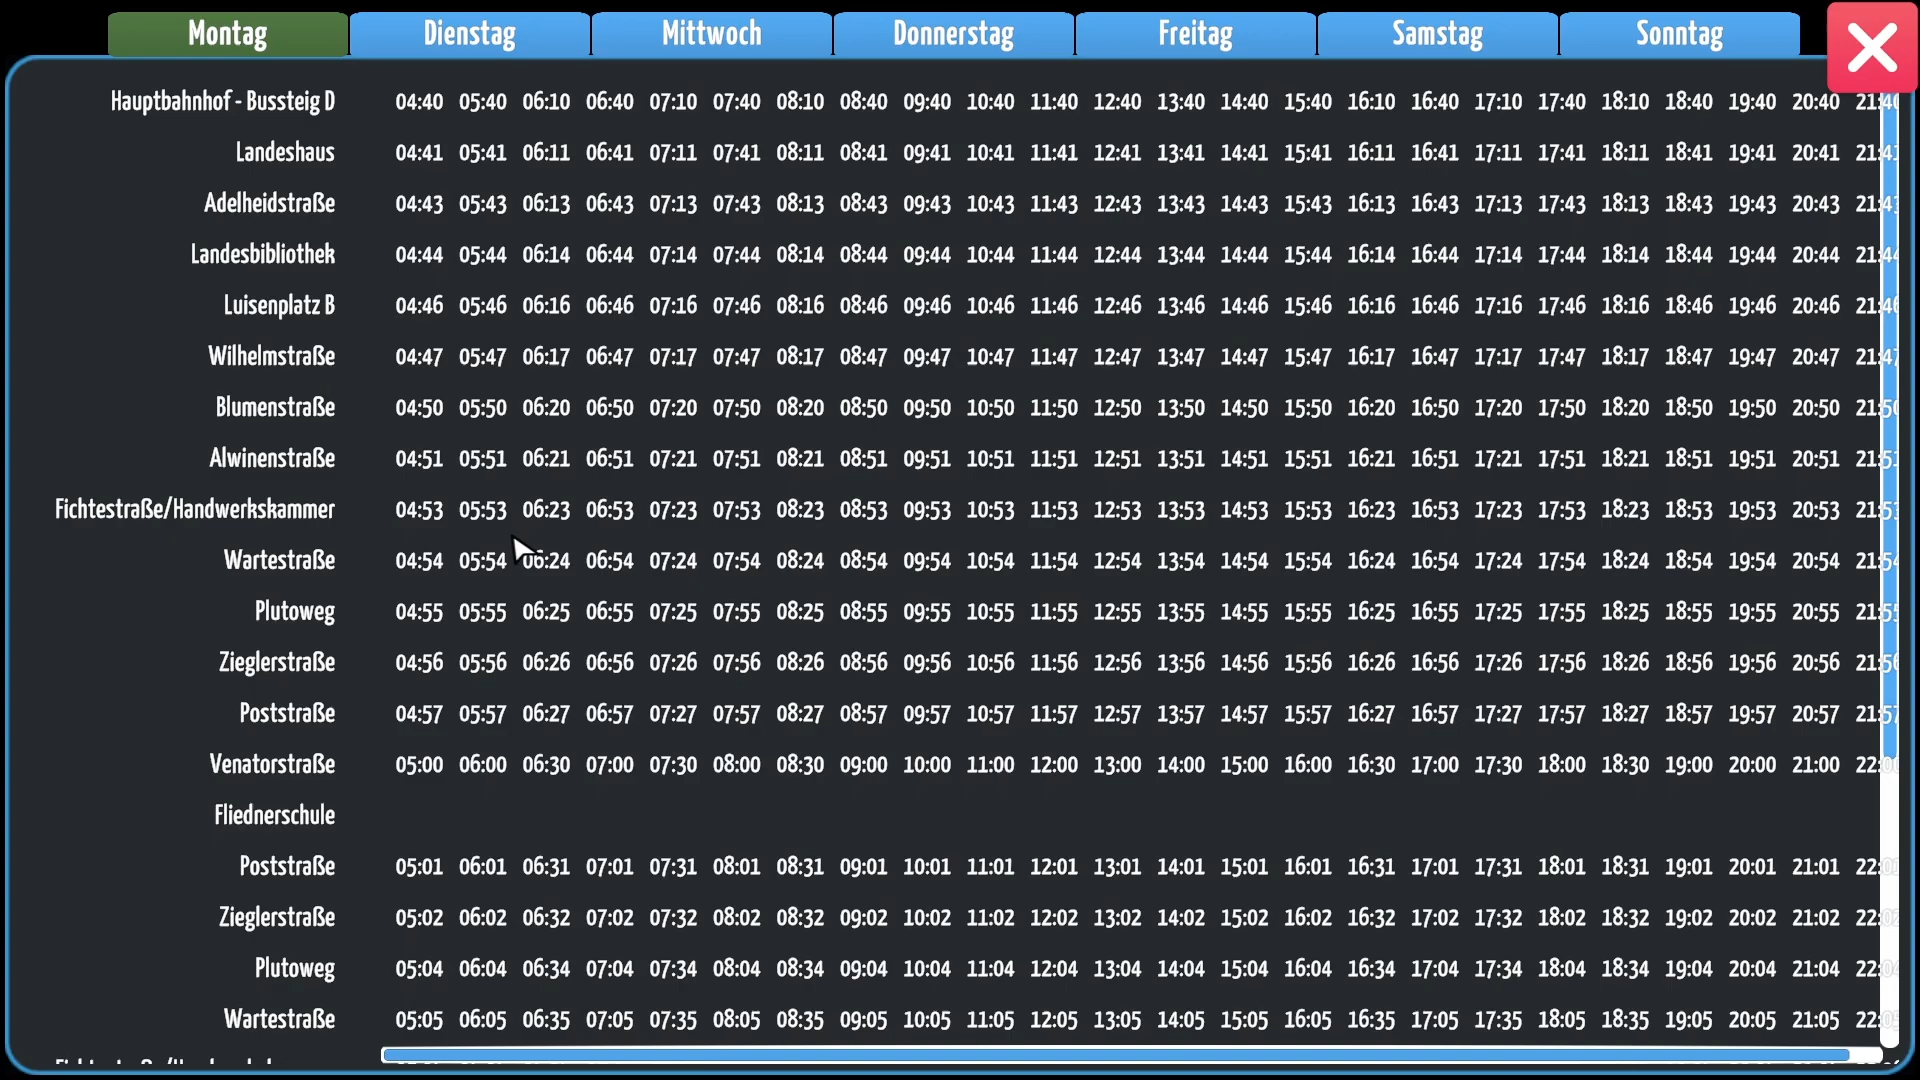 Montag Dienstag Mittwoch Donnerstag Freitag Samstag Sonntag
Hauptbahnhof - Bussteig D 04:40 05:40 06:10 06:40 07:10 07:40 08:10 08:40 09:40 10:40 11:40 12:40 13:40 14:40 15:40 16:10 16:40 17:10 17:40 18:10 18:40 19:40 20:40 21:40
Landeshaus 04:41 05:41 06:11 06:41 07:11 07:41 08:11 08:41 09:41 10:41 11:41 12:41 13:41 14:41 15:41 16:11 16:41 17:11 17:41 18:11 18:41 19:41 20:41 21:41
Adelheidstraße 04:43 05:43 06:13 06:43 07:13 07:43 08:13 08:43 09:43 10:43 11:43 12:43 13:43 14:43 15:43 16:13 16:43 17:13 17:43 18:13 18:43 19:43 20:43 21:43
Landesbibliothek 04:44 05:44 06:14 06:44 07:14 07:44 08:14 08:44 09:44 10:44 11:44 12:44 13:44 14:44 15:44 16:14 16:44 17:14 17:44 18:14 18:44 19:44 20:44 21:44
Luisenplatz B 04:46 05:46 06:16 06:46 07:16 07:46 08:16 08:46 09:46 10:46 11:46 12:46 13:46 14:46 15:46 16:16 16:46 17:16 17:46 18:16 18:46 19:46 20:46 21:46
Wilhelmstraße 04:47 05:47 06:17 06:47 07:17 07:47 08:17 08:47 09:47 10:47 11:47 12:47 13:47 14:47 15:47 16:17 16:47 17:17 17:47 18:17 18:47 19:47 20:47 21:47
Blumenstraße 04:50 05:50 06:20 06:50 07:20 07:50 08:20 08:50 09:50 10:50 11:50 12:50 13:50 14:50 15:50 16:20 16:50 17:20 17:50 18:20 18:50 19:50 20:50 21:50
Alwinenstraße 04:51 05:51 06:21 06:51 07:21 07:51 08:21 08:51 09:51 10:51 11:51 12:51 13:51 14:51 15:51 16:21 16:51 17:21 17:51 18:21 18:51 19:51 20:51 21:51
Fichtestraße/Handwerkskammer 04:53 05:53 06:23 06:53 07:23 07:53 08:23 08:53 09:53 10:53 11:53 12:53 13:53 14:53 15:53 16:23 16:53 17:23 17:53 18:23 18:53 19:53 20:53 21:53
Wartestraße 04:54 05:54 06:24 06:54 07:24 07:54 08:24 08:54 09:54 10:54 11:54 12:54 13:54 14:54 15:54 16:24 16:54 17:24 17:54 18:24 18:54 19:54 20:54 21:54
Plutoweg 04:55 05:55 06:25 06:55 07:25 07:55 08:25 08:55 09:55 10:55 11:55 12:55 13:55 14:55 15:55 16:25 16:55 17:25 17:55 18:25 18:55 19:55 20:55 21:55
Zieglerstraße 04:56 05:56 06:26 06:56 07:26 07:56 08:26 08:56 09:56 10:56 11:56 12:56 13:56 14:56 15:56 16:26 16:56 17:26 17:56 18:26 18:56 19:56 20:56 21:56
Poststraße 04:57 05:57 06:27 06:57 07:27 07:57 08:27 08:57 09:57 10:57 11:57 12:57 13:57 14:57 15:57 16:27 16:57 17:27 17:57 18:27 18:57 19:57 20:57 21:57
Venatorstraße 05:00 06:00 06:30 07:00 07:30 08:00 08:30 09:00 10:00 11:00 12:00 13:00 14:00 15:00 16:00 16:30 17:00 17:30 18:00 18:30 19:00 20:00 21:00 22:00
Fliednerschule
Poststraße 05:01 06:01 06:31 07:01 07:31 08:01 08:31 09:01 10:01 11:01 12:01 13:01 14:01 15:01 16:01 16:31 17:01 17:31 18:01 18:31 19:01 20:01 21:01 22:01
Zieglerstraße 05:02 06:02 06:32 07:02 07:32 08:02 08:32 09:02 10:02 11:02 12:02 13:02 14:02 15:02 16:02 16:32 17:02 17:32 18:02 18:32 19:02 20:02 21:02 22:02
Plutoweg 05:04 06:04 06:34 07:04 07:34 08:04 08:34 09:04 10:04 11:04 12:04 13:04 14:04 15:04 16:04 16:34 17:04 17:34 18:04 18:34 19:04 20:04 21:04 22:04
Wartestraße 05:05 06:05 06:35 07:05 07:35 08:05 08:35 09:05 10:05 11:05 12:05 13:05 14:05 15:05 16:05 16:35 17:05 17:35 18:05 18:35 19:05 20:05 21:05 22:05